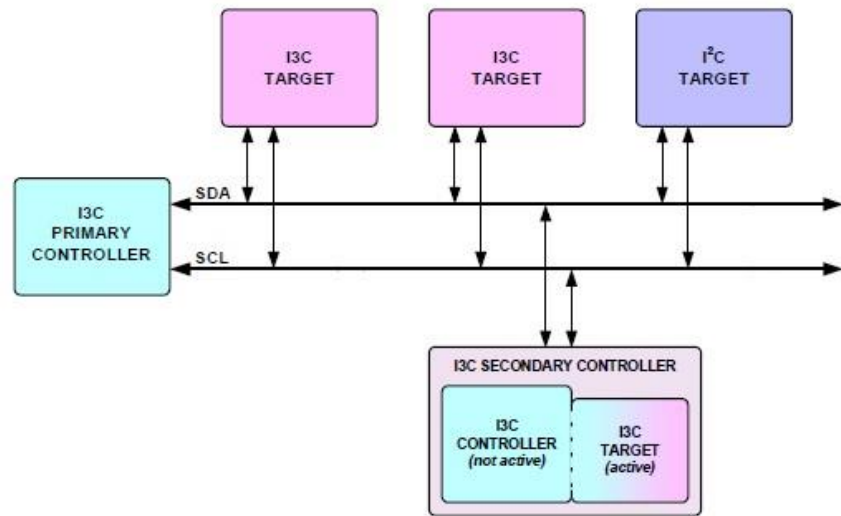 I3C
TARGET
I3C
TARGET
I²C
TARGET
SDA
I3C
PRIMARY
CONTROLLER
SCL
I3C SECONDARY CONTROLLER
I3C
CONTROLLER
(not active)
I3C
TARGET
(active)